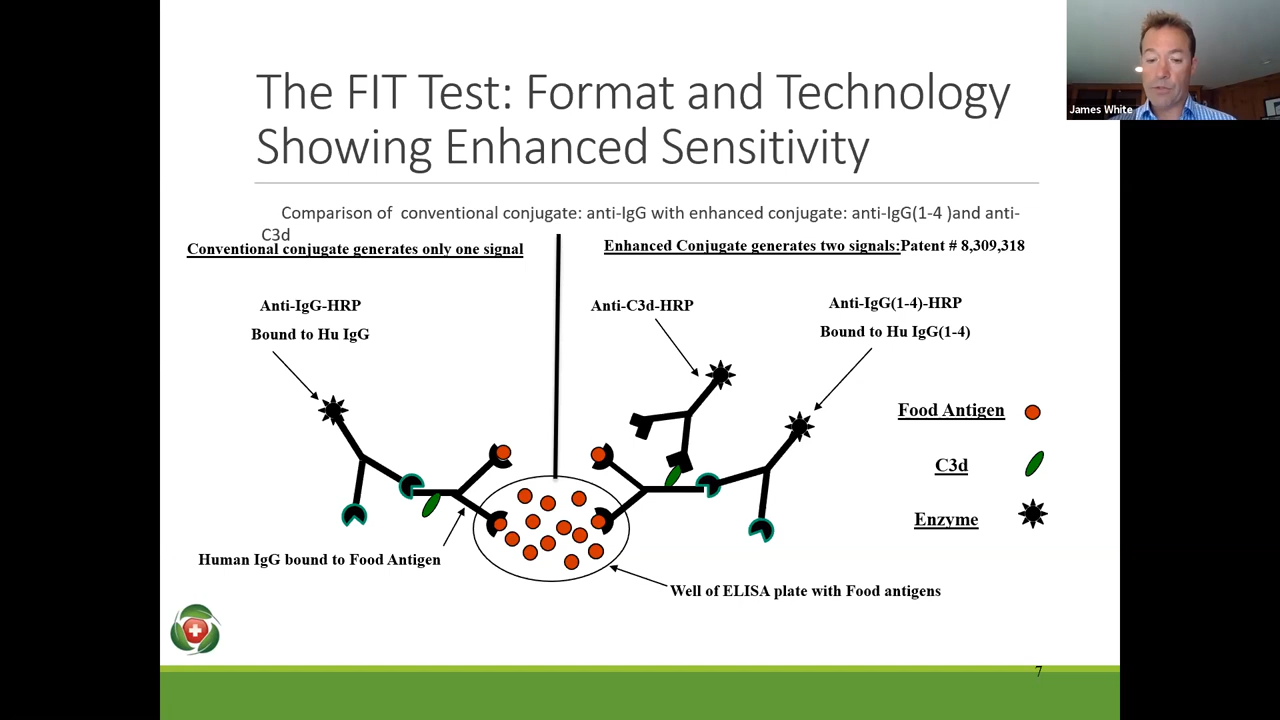 The FIT Test: Format and Technology
Showing Enhanced Sensitivity
James White
Comparison of  conventional conjugate: anti-IgG with enhanced conjugate: anti-IgG(1-4 )and anti-
C3d
Conventional conjugate generates only one signal
Enhanced Conjugate generates two signals:Patent # 8,309,318
Anti-IgG-HRP
Bound to Hu IgG
Anti-C3d-HRP
Anti-IgG(1-4)-HRP
Bound to Hu IgG(1-4)
Food Antigen
C3d
Enzyme
Human IgG bound to Food Antigen
Well of ELISA plate with Food antigens
7